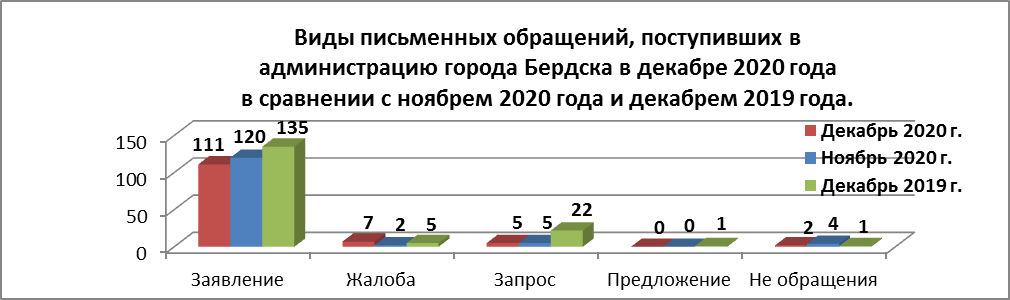 Виды письменных обращений, поступивших в
администрацию города Бердска в декабре 2020 года
в сравнении с ноябрем 2020 года и декабрем 2019 года.
150
100
50
0
111 120 135
7 2 5
5 5 22
0 0 1
2 4 1
Декабрь 2020 г.
Ноябрь 2020 г.
Декабрь 2019 г.
Заявление Жалоба Запрос Предложение Не обращения